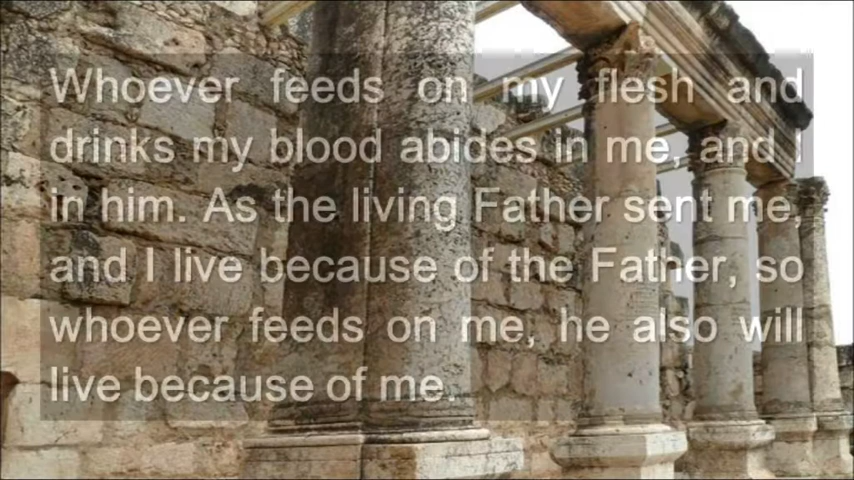 Whoever feeds on my flesh and
drinks my blood abides in me, and I
in him. As the living Father sent me,
and I live because of the Father, so
whoever feeds on me, he also will
live because of me.